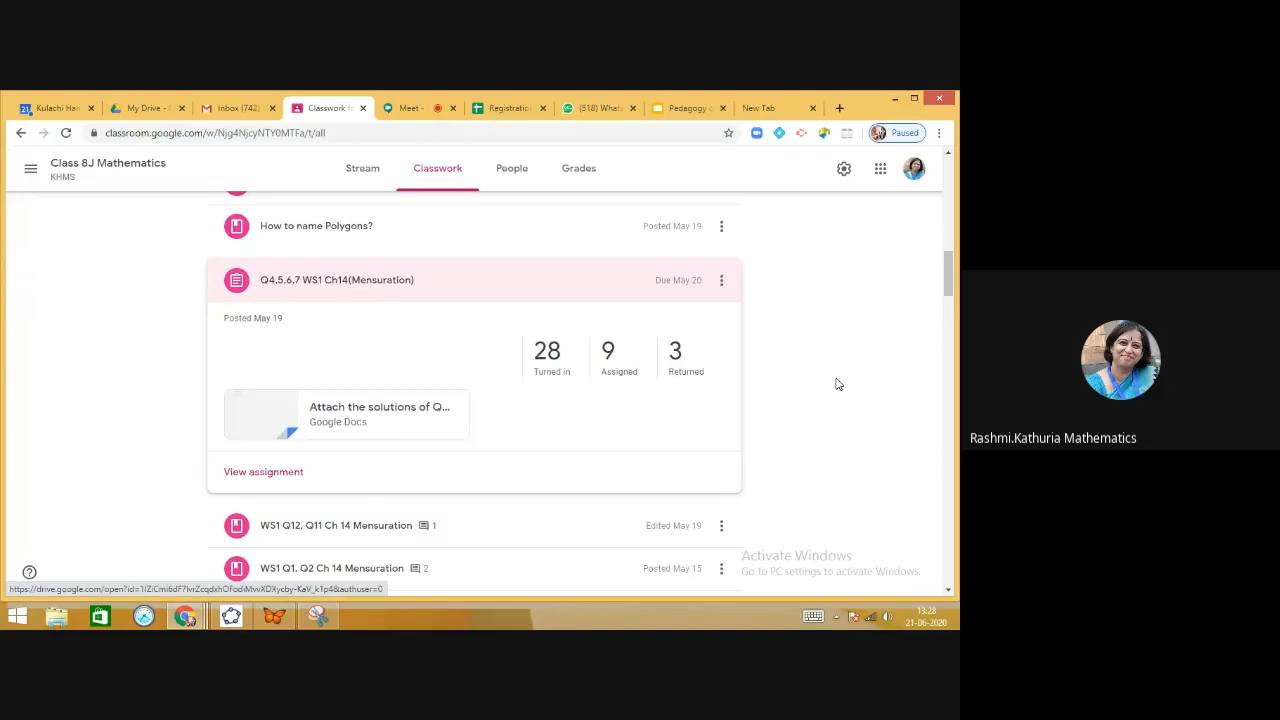 Kulachi Han
My Drive -
Inbox (742)
Classwork fo
Meet -
Registratio
(518) Whats
Pedagogy o
New Tab
classroom.google.com/w/Njg4NjcyNTY0MTFa/t/all
Paused
Class 8J Mathematics
KHMS
Stream
Classwork
People
Grades
How to name Polygons?
Posted May 19
Q4,5,6,7 WS1 Ch14(Mensuration)
Due May 20
Posted May 19
28 9 3
Turned in Assigned Returned
Attach the solutions of Q...
Google Docs
View assignment
WS1 Q12, Q11 Ch 14 Mensuration 1
Edited May 19
WS1 Q1, Q2 Ch 14 Mensuration 2
Posted May 15
Activate Windows
Go to PC settings to activate Windows.
13:28
21-06-2020
Rashmi.Kathuria Mathematics